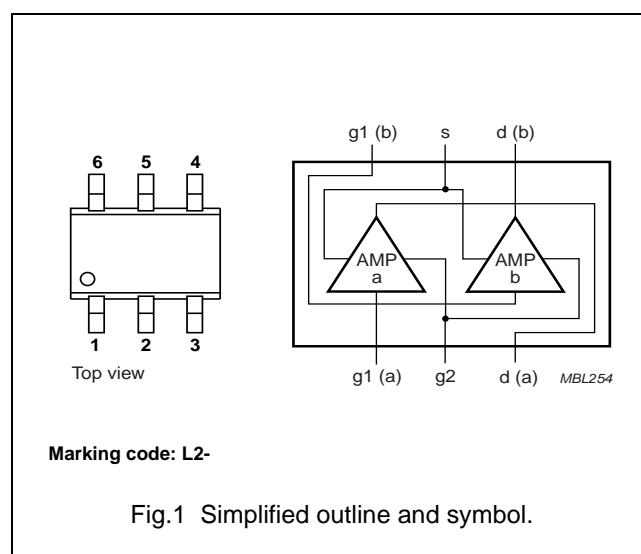 g1 (b) s d (b)
6 5 4
AMP AMP
a b
1 2 3
Top view
g1 (a) g2 d (a) MBL254
Marking code: L2-
Fig.1 Simplified outline and symbol.